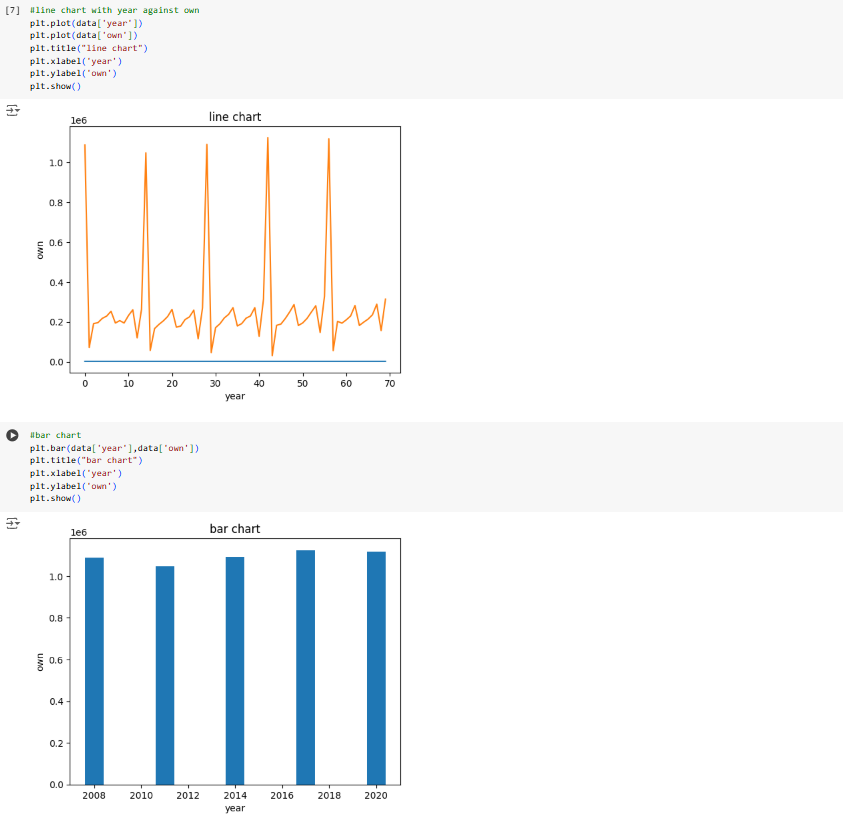 [7] #line chart with year against own
plt.plot(data['year'])
plt.plot(data['own'])
plt.title("line chart")
plt.xlabel('year')
plt.ylabel('own')
plt.show()
line chart
1e6
1.0
0.8
0.6
0.4
0.2
0.0
own
0 10 20 30 40 50 60 70
year
#bar chart
plt.bar(data['year'],data['own'])
plt.title("bar chart")
plt.xlabel('year')
plt.ylabel('own')
plt.show()
bar chart
1e6
1.0
0.8
0.6
0.4
0.2
0.0
own
2008 2010 2012 2014 2016 2018 2020
year